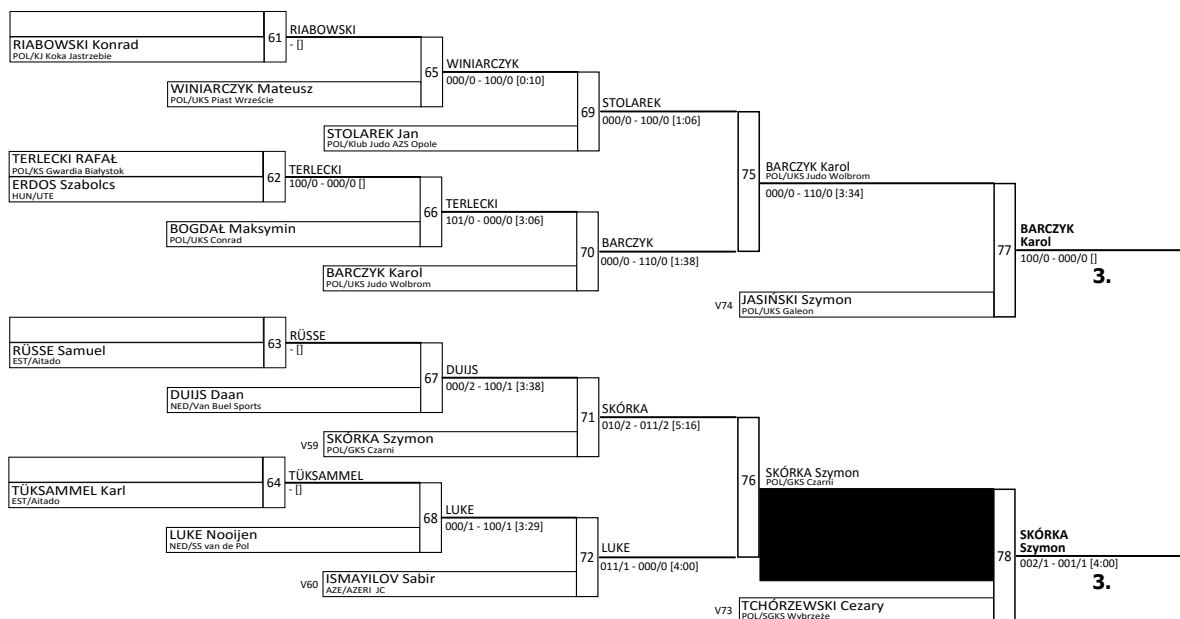 61
RIABOWSKI
- []
RIABOWSKI Konrad
POL/KJ Koka Jastrzebie
65
WINIARCZYK
000/0 - 100/0 [0:10]
WINIARCZYK Mateusz
POL/UKS Piast Wrzeście
69
STOLAREK
000/0 - 100/0 [1:06]
STOLAREK Jan
POL/Klub Judo AZS Opole
TERLECKI RAFAŁ
POL/KS Gwardia Białystok
62
TERLECKI
100/0 - 000/0 []
ERDOS Szabolcs
HUN/UTE
75
BARCZYK Karol
POL/UKS Judo Wolbrom
000/0 - 110/0 [3:34]
66
TERLECKI
101/0 - 000/0 [3:06]
BOGDAŁ Maksymin
POL/UKS Conrad
70
BARCZYK
000/0 - 110/0 [1:38]
BARCZYK Karol
POL/UKS Judo Wolbrom
77
BARCZYK
Karol
100/0 - 000/0 []
3.
V74
JASIŃSKI Szymon
POL/UKS Galeon
63
RÜSSE
- []
RÜSSE Samuel
EST/Aitado
67
DUIJS
000/2 - 100/1 [3:38]
DUIJS Daan
NED/Van Buel Sports
71
SKÓRKA
010/2 - 011/2 [5:16]
V59
SKÓRKA Szymon
POL/GKS Czarni
64
TÜKSAMMEL
- []
TÜKSAMMEL Karl
EST/Aitado
76
SKÓRKA Szymon
POL/GKS Czarni
68
LUKE
000/1 - 100/1 [3:29]
LUKE Nooijen
NED/SS van de Pol
72
LUKE
011/1 - 000/0 [4:00]
V60
ISMAYILOV Sabir
AZE/AZERI JC
78
SKÓRKA
Szymon
002/1 - 001/1 [4:00]
3.
V73
TCHÓRZEWSKI Cezary
POL/SGKS Wybrzeże